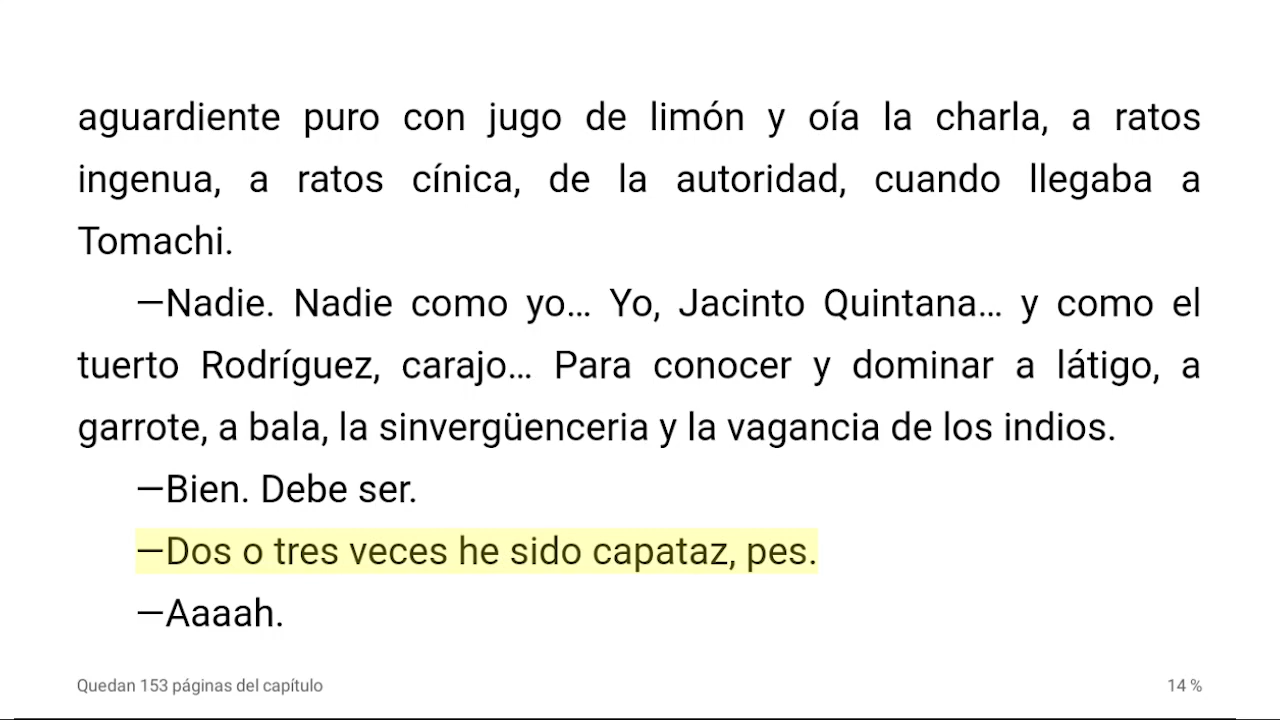 aguardiente puro con jugo de limón y oía la charla, a ratos
ingenua, a ratos cínica, de la autoridad, cuando llegaba a
Tomachi.
—Nadie. Nadie como yo… Yo, Jacinto Quintana… y como el
tuerto Rodríguez, carajo… Para conocer y dominar a látigo, a
garrote, a bala, la sinvergüenceria y la vagancia de los indios.
—Bien. Debe ser.
—Dos o tres veces he sido capataz, pes.
—Aaaah.
Quedan 153 páginas del capítulo
14 %